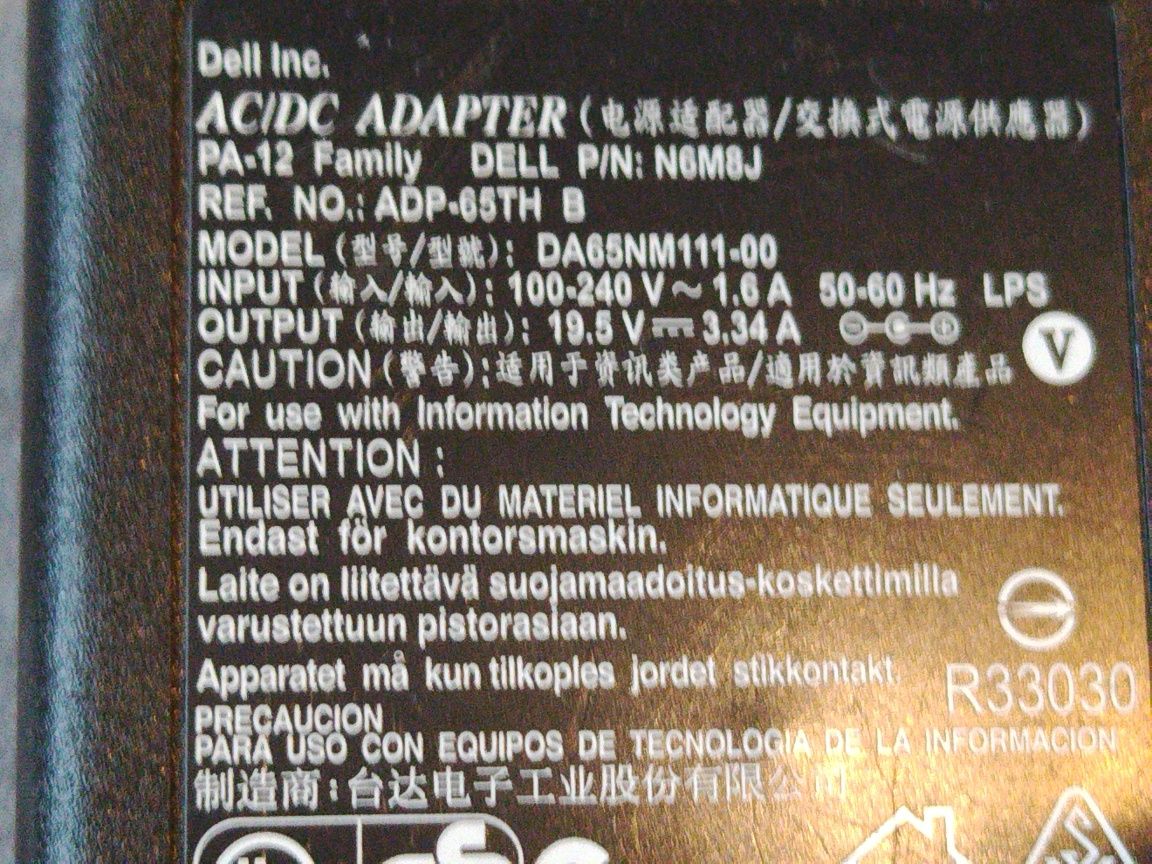 Dell Inc.
AC/DC ADAPTER (电源适配器/交換式電源供應器)
PA-12 Family DELL P/N: N6M8J
REF. NO.: ADP-65TH B
MODEL (型号/型號): DA65NM111-00
INPUT (输入/輸入): 100-240 V ~ 1.6 A 50-60 Hz LPS
OUTPUT (输出/輸出): 19.5 V ⎓ 3.34 A
V
CAUTION (警告):适用于资讯类产品/適用於資訊類產品
For use with Information Technology Equipment.
ATTENTION :
UTILISER AVEC DU MATERIEL INFORMATIQUE SEULEMENT.
Endast för kontorsmaskin.
Laite on liitettävä suojamaadoitus-koskettimilla
varustettuun pistorasiaan.
Apparatet må kun tilkoples jordet stikkontakt.
R33030
PRECAUCION
PARA USO CON EQUIPOS DE TECNOLOGIA DE LA INFORMACION
制造商:台达电子工业股份有限公司